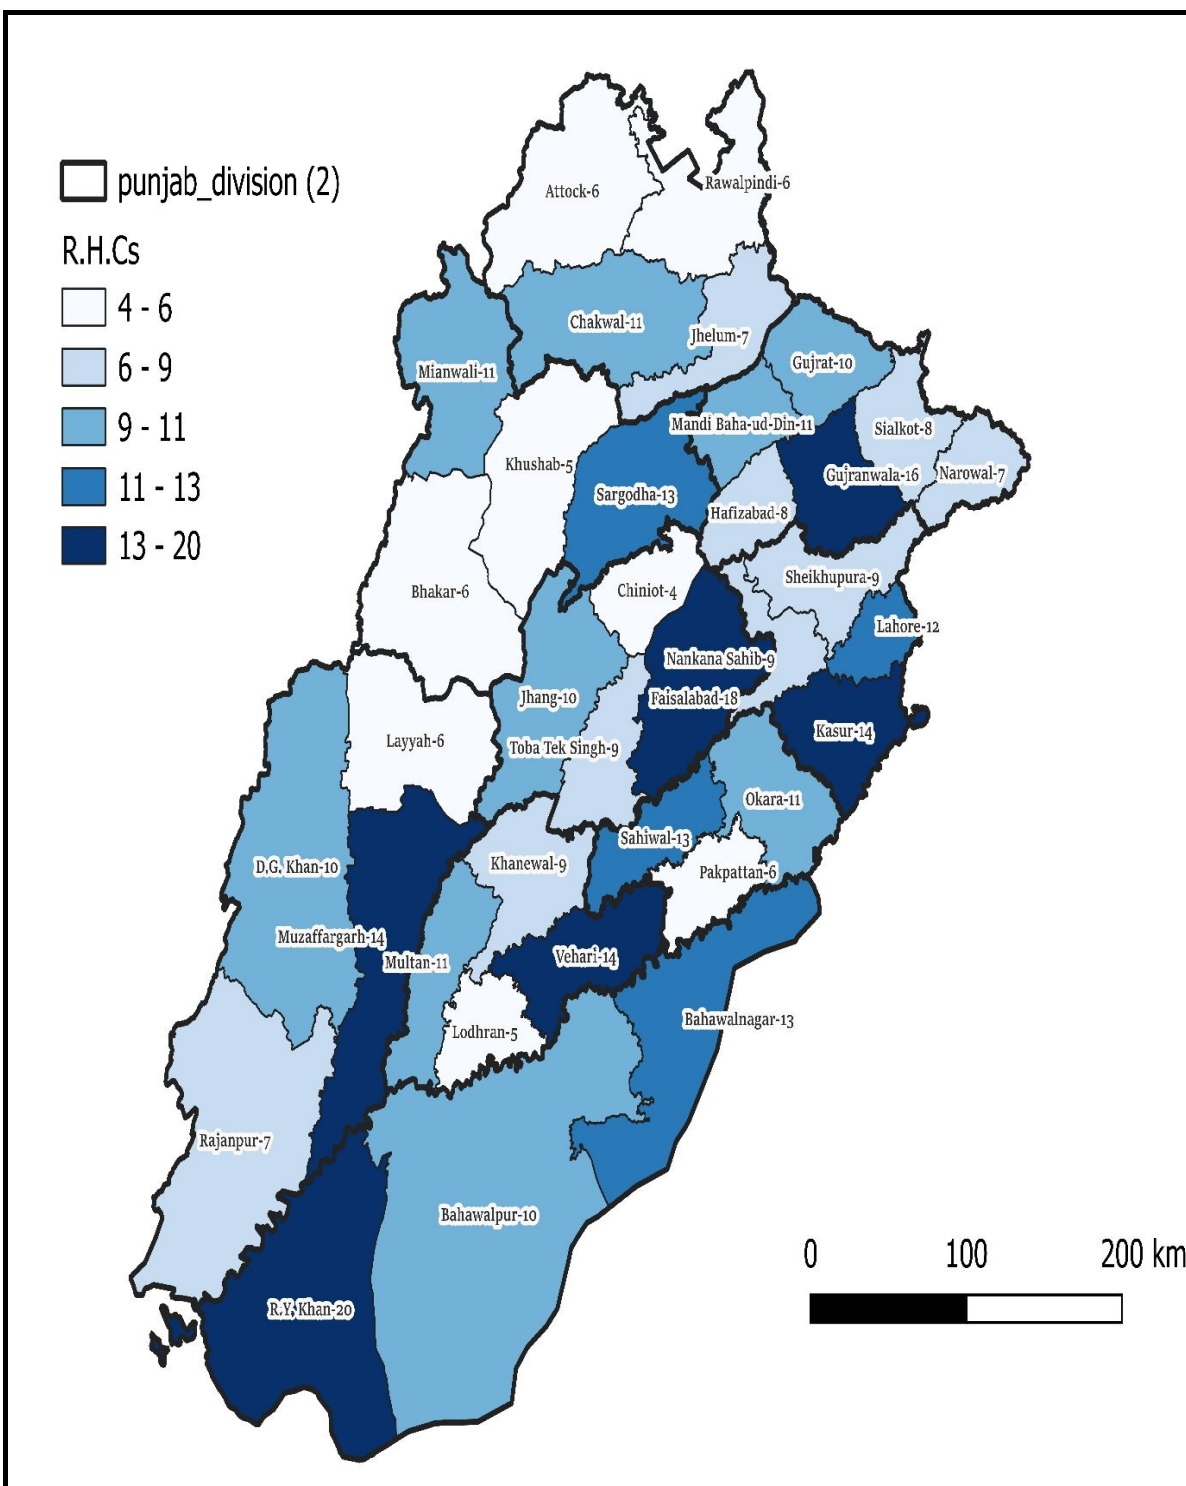 punjab_division (2)
R.H.Cs
4 - 6
6 - 9
9 - 11
11 - 13
13 - 20
Attock-6
Rawalpindi-6
Chakwal-11
Jhelum-7
Mianwali-11
Gujrat-10
Mandi Baha-ud-Din-11
Sialkot-8
Khushab-5
Gujranwala-16
Narowal-7
Sargodha-13
Hafizabad-8
Sheikhupura-9
Bhakar-6
Chiniot-4
Lahore-12
Nankana Sahib-9
Jhang-10
Faisalabad-18
Kasur-14
Layyah-6
Toba Tek Singh-9
Okara-11
Sahiwal-13
D.G. Khan-10
Khanewal-9
Pakpattan-6
Muzaffargarh-14
Multan-11
Vehari-14
Lodhran-5
Bahawalnagar-13
Rajanpur-7
Bahawalpur-10
R.Y. Khan-20
0 100 200 km